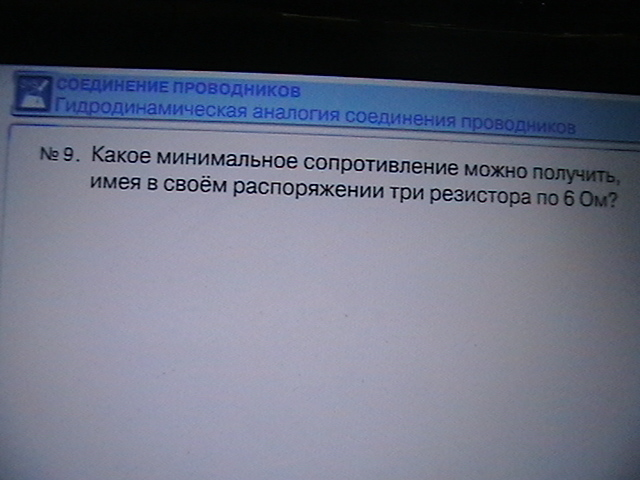 СОЕДИНЕНИЕ ПРОВОДНИКОВ
Гидродинамическая аналогия соединения проводников
№ 9. Какое минимальное сопротивление можно получить,
имея в своём распоряжении три резистора по 6 Ом?